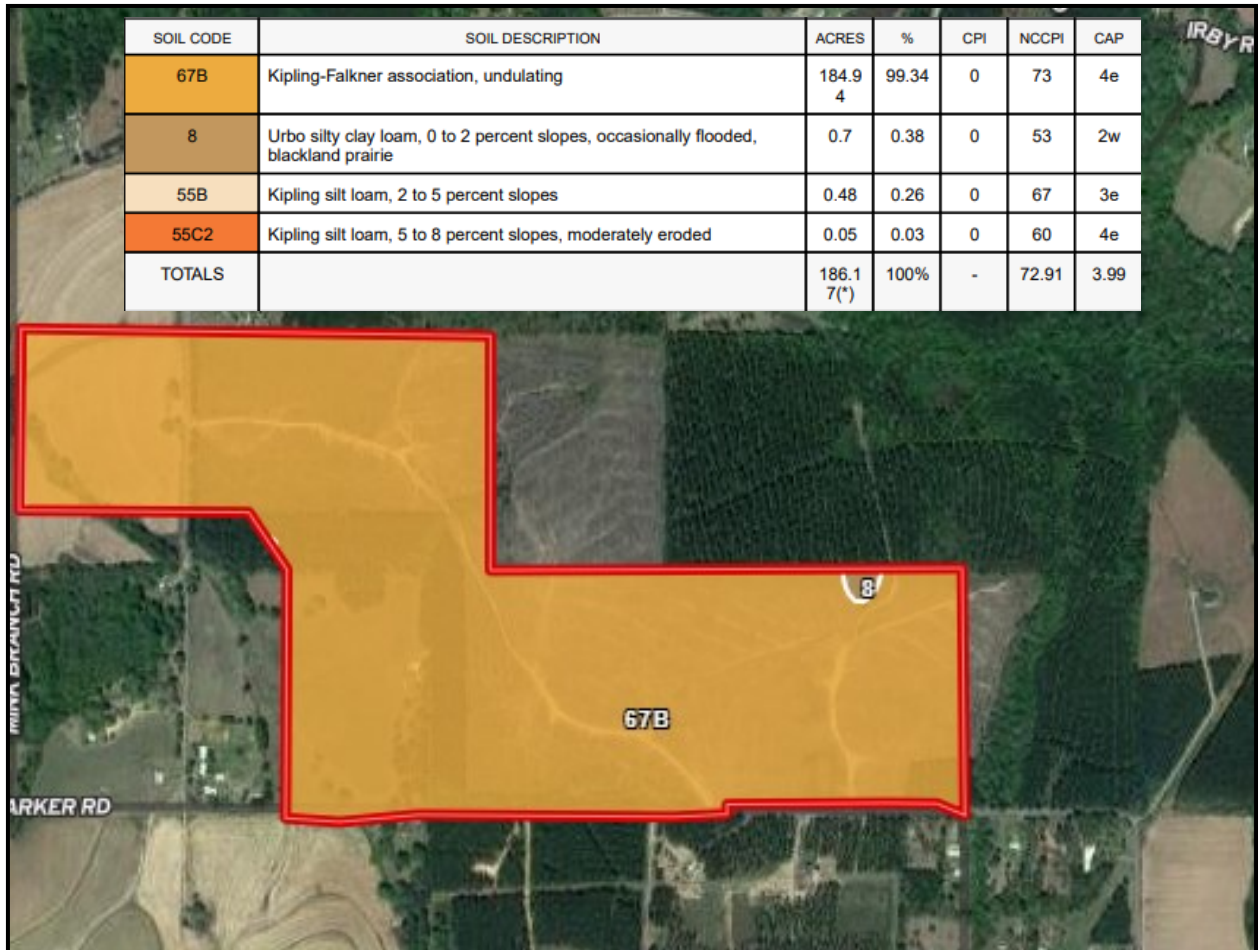 SOIL CODE SOIL DESCRIPTION ACRES % CPI NCCPI CAP
67B Kipling-Falkner association, undulating 184.9 99.34 0 73 4e
4
8 Urbo silty clay loam, 0 to 2 percent slopes, occasionally flooded, 0.7 0.38 0 53 2w
blackland prairie
55B Kipling silt loam, 2 to 5 percent slopes 0.48 0.26 0 67 3e
55C2 Kipling silt loam, 5 to 8 percent slopes, moderately eroded 0.05 0.03 0 60 4e
TOTALS 186.1 100% - 72.91 3.99
7(*)
IRBY R
8
MINK BRANCH RD
67B
ARKER RD